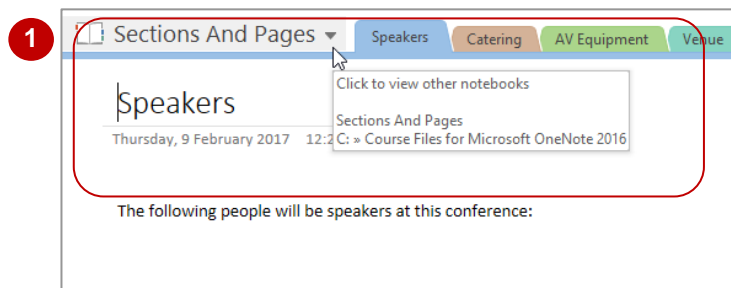 1
Sections And Pages
Speakers
Catering
AV Equipment
Venue
Click to view other notebooks
Sections And Pages
C: » Course Files for Microsoft OneNote 2016
Speakers
Thursday, 9 February 2017
The following people will be speakers at this conference: